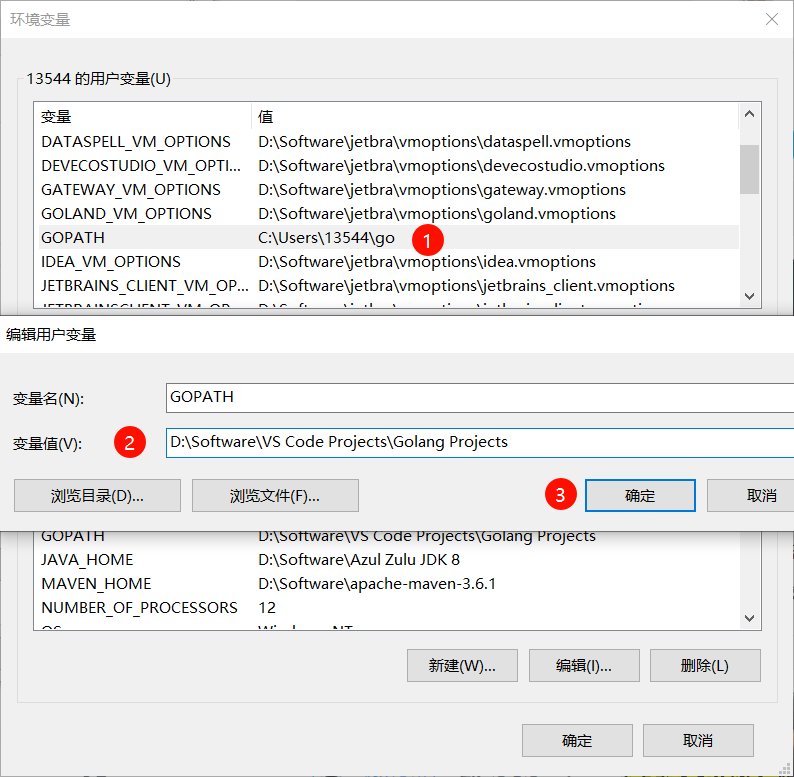 环境变量
13544 的用户变量(U)
变量 值
DATASPELL_VM_OPTIONS D:\Software\jetbra\vmoptions\dataspell.vmoptions
DEVECOSTUDIO_VM_OPTI... D:\Software\jetbra\vmoptions\devecostudio.vmoptions
GATEWAY_VM_OPTIONS D:\Software\jetbra\vmoptions\gateway.vmoptions
GOLAND_VM_OPTIONS D:\Software\jetbra\vmoptions\goland.vmoptions
GOPATH C:\Users\13544\go 1
IDEA_VM_OPTIONS D:\Software\jetbra\vmoptions\idea.vmoptions
JETBRAINS_CLIENT_VM_OP... D:\Software\jetbra\vmoptions\jetbrains_client.vmoptions
编辑用户变量
变量名(N): GOPATH
变量值(V): 2 D:\Software\VS Code Projects\Golang Projects
浏览目录(D)... 浏览文件(F)... 3 确定 取消
GOPATH D:\Software\VS Code Projects\Golang Projects
JAVA_HOME D:\Software\Azul Zulu JDK 8
MAVEN_HOME D:\Software\apache-maven-3.6.1
NUMBER_OF_PROCESSORS 12
新建(W)... 编辑(I)... 删除(L)
确定 取消